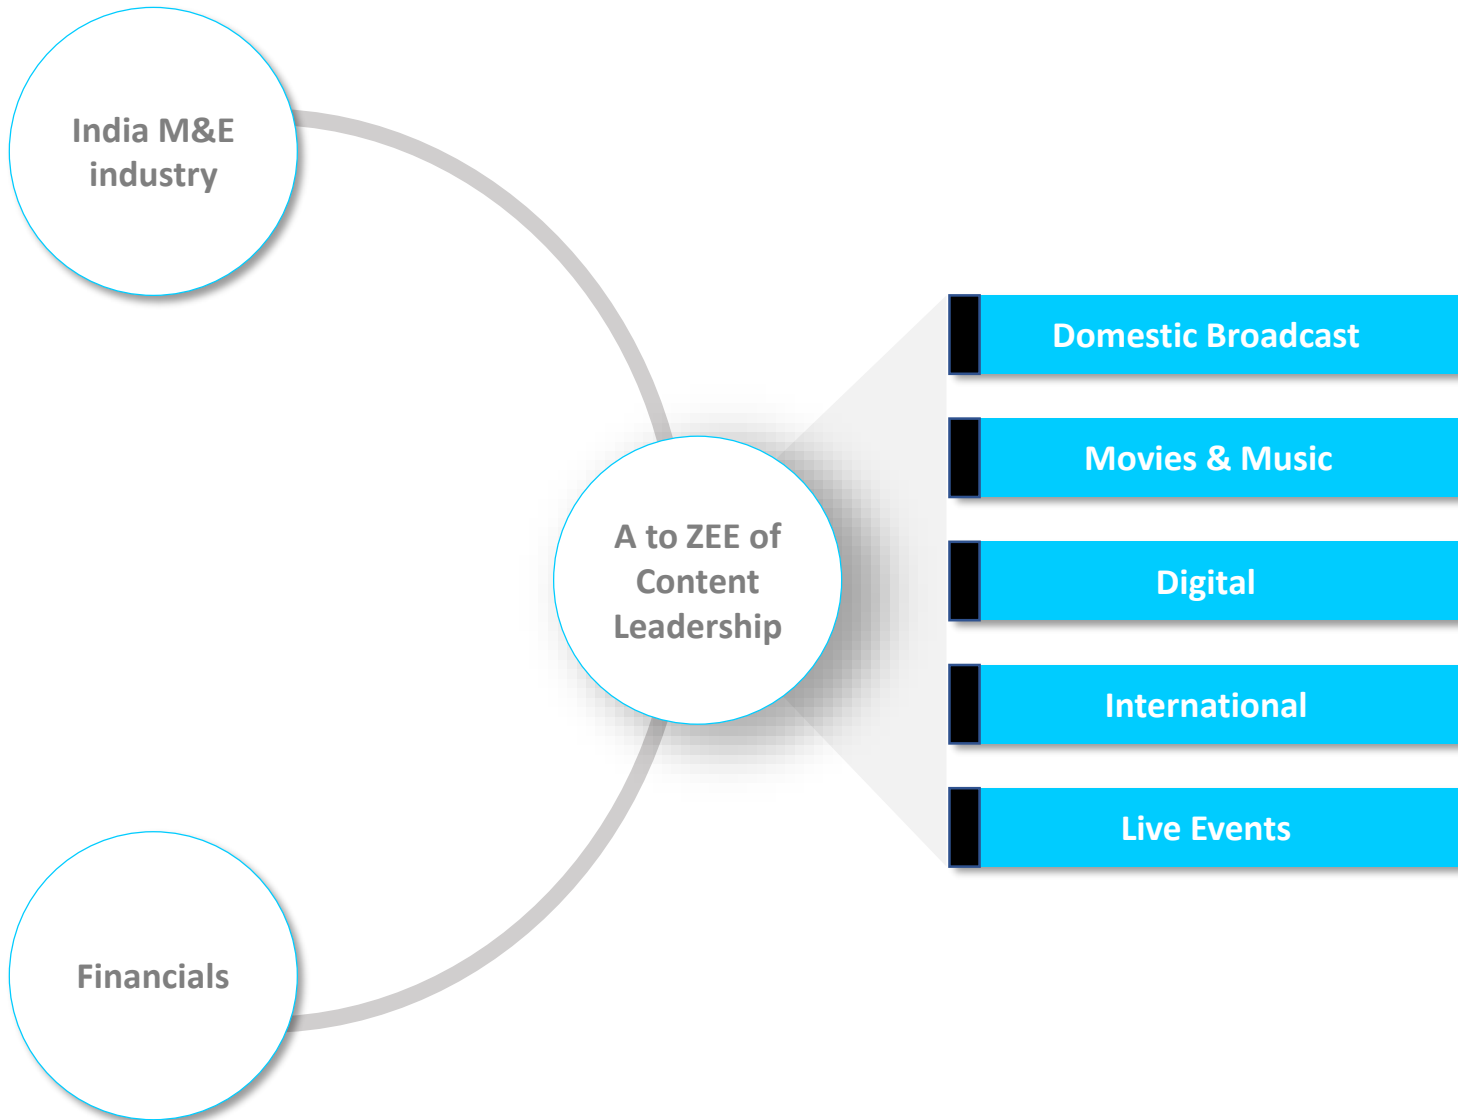 India M&E
industry
A to ZEE of
Content
Leadership
Financials
Domestic Broadcast
Movies & Music
Digital
International
Live Events